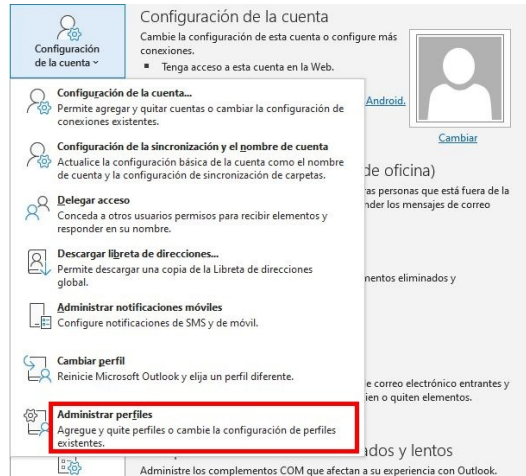 Configuración
de la cuenta
Configuración de la cuenta
Cambie la configuración de esta cuenta o configure más
conexiones.
Tenga acceso a esta cuenta en la Web.
Android.
Cambiar
Configuración de la cuenta...
Permite agregar y quitar cuentas o cambiar la configuración de
conexiones existentes.
Configuración de la sincronización y el nombre de cuenta
Actualice la configuración básica de la cuenta como el nombre
de cuenta y la configuración de sincronización de carpetas.
de oficina)
personas que está fuera de la
los mensajes de correo
Delegar acceso
Conceda a otros usuarios permisos para recibir elementos y
responder en su nombre.
Descargar libreta de direcciones...
Permite descargar una copia de la Libreta de direcciones
global.
eliminados y
Administrar notificaciones móviles
Configure notificaciones de SMS y de móvil.
Cambiar perfil
Reinicie Microsoft Outlook y elija un perfil diferente.
e correo electrónico entrantes y
o quiten elementos.
Administrar perfiles
Agregue y quite perfiles o cambie la configuración de perfiles
existentes.
y lentos
Administre los complementos COM que afectan a su experiencia con Outlook.